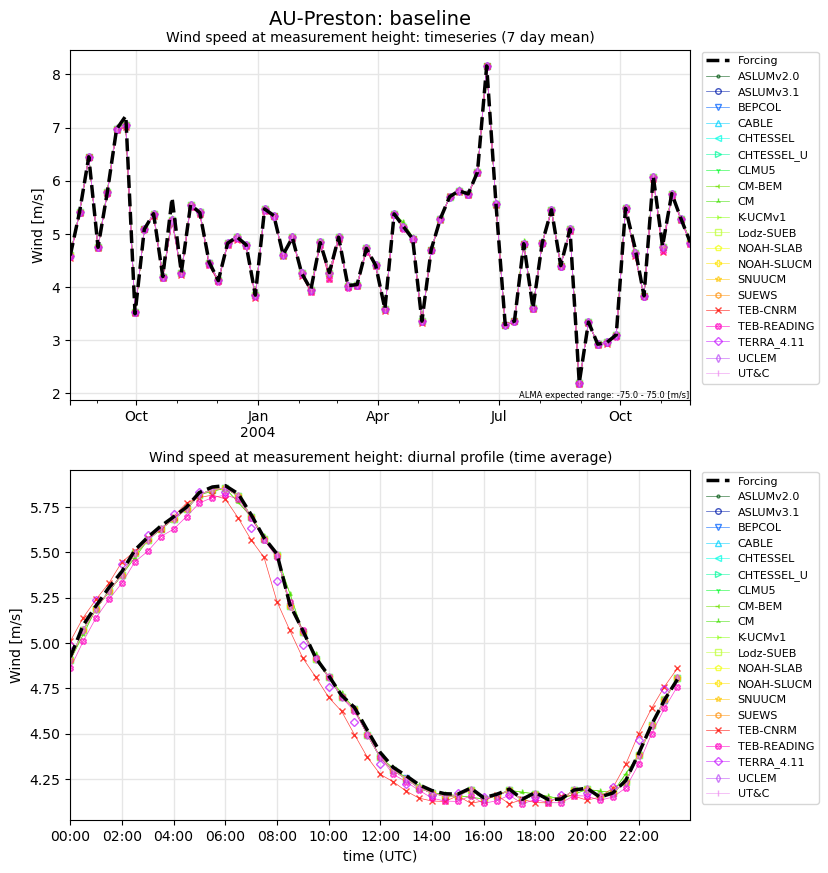 AU-Preston: baseline
Wind speed at measurement height: timeseries (7 day mean)
8
7
6
5
4
3
2
Wind [m/s]
Oct
Jan
2004
Apr
Jul
Oct
ALMA expected range: -75.0 - 75.0 [m/s]
Forcing
ASLUMv2.0
ASLUMv3.1
BEPCOL
CABLE
CHTESSEL
CHTESSEL_U
CLMU5
CM-BEM
CM
K-UCMv1
Lodz-SUEB
NOAH-SLAB
NOAH-SLUCM
SNUUCM
SUEWS
TEB-CNRM
TEB-READING
TERRA_4.11
UCLEM
UT&C
Wind speed at measurement height: diurnal profile (time average)
5.75
5.50
5.25
5.00
4.75
4.50
4.25
Wind [m/s]
00:00
02:00
04:00
06:00
08:00
10:00
12:00
14:00
16:00
18:00
20:00
22:00
time (UTC)
Forcing
ASLUMv2.0
ASLUMv3.1
BEPCOL
CABLE
CHTESSEL
CHTESSEL_U
CLMU5
CM-BEM
CM
K-UCMv1
Lodz-SUEB
NOAH-SLAB
NOAH-SLUCM
SNUUCM
SUEWS
TEB-CNRM
TEB-READING
TERRA_4.11
UCLEM
UT&C